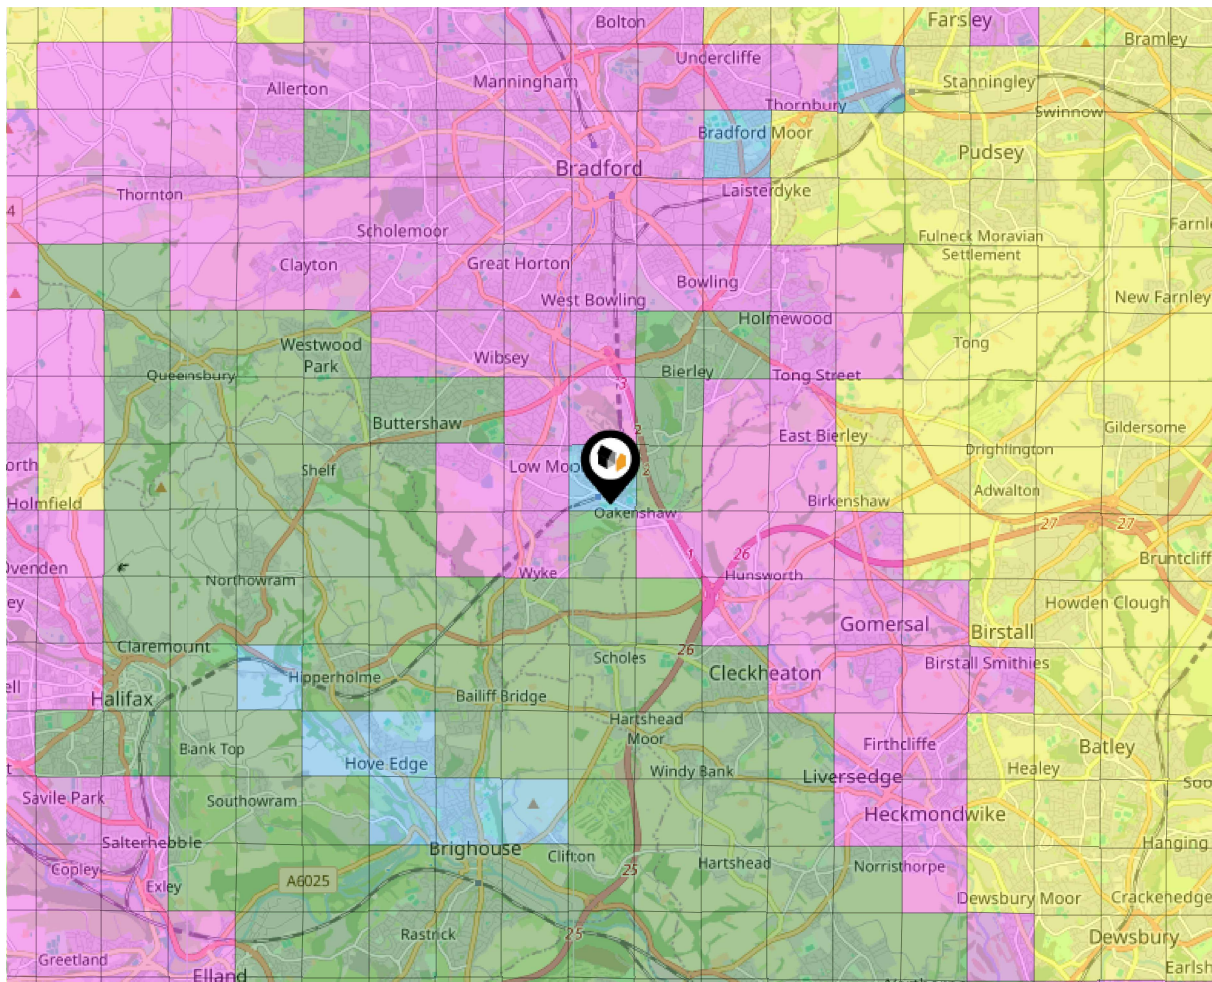 Bolton
Farsley
Bramley
Undercliffe
Manningham
Allerton
Stanningley
Thornbury
Swinnow
Bradford Moor
Pudsey
Bradford
Thornton
Laisterdyke
4
Scholemoor
Farnl
Fulneck Moravian
Settlement
Clayton
Great Horton
Bowling
West Bowling
New Farnley
Holmewood
Westwood
Park
Wibsey
Tong
Queensbury
Bierley
Tong Street
3
Buttershaw
2
East Bierley
Gildersome
Drighlington
orth
Shelf
Low Moo
2
Adwalton
Holmfield
Birkenshaw
Oakenshaw
27
27
1
26
Bruntcliff
Ovenden
Northowram
Wyke
Hunsworth
ey
Howden Clough
Gomersal
Birstall
Claremount
26
Scholes
Birstall Smithies
Hipperholme
Cleckheaton
ell
Halifax
Bailiff Bridge
Hartshead
Moor
Bank Top
Firthcliffe
Batley
Hove Edge
Windy Bank
Liversedge
Healey
t
Soo
Savile Park
Southowram
Heckmondwike
Salterhebble
Hanging
Brighouse
Clifton
Hartshead
Norristhorpe
Copley
Exley
A6025
25
Dewsbury Moor
Crackenedge
Rastrick
25
Dewsbury
Greetland
Elland
Earlsh